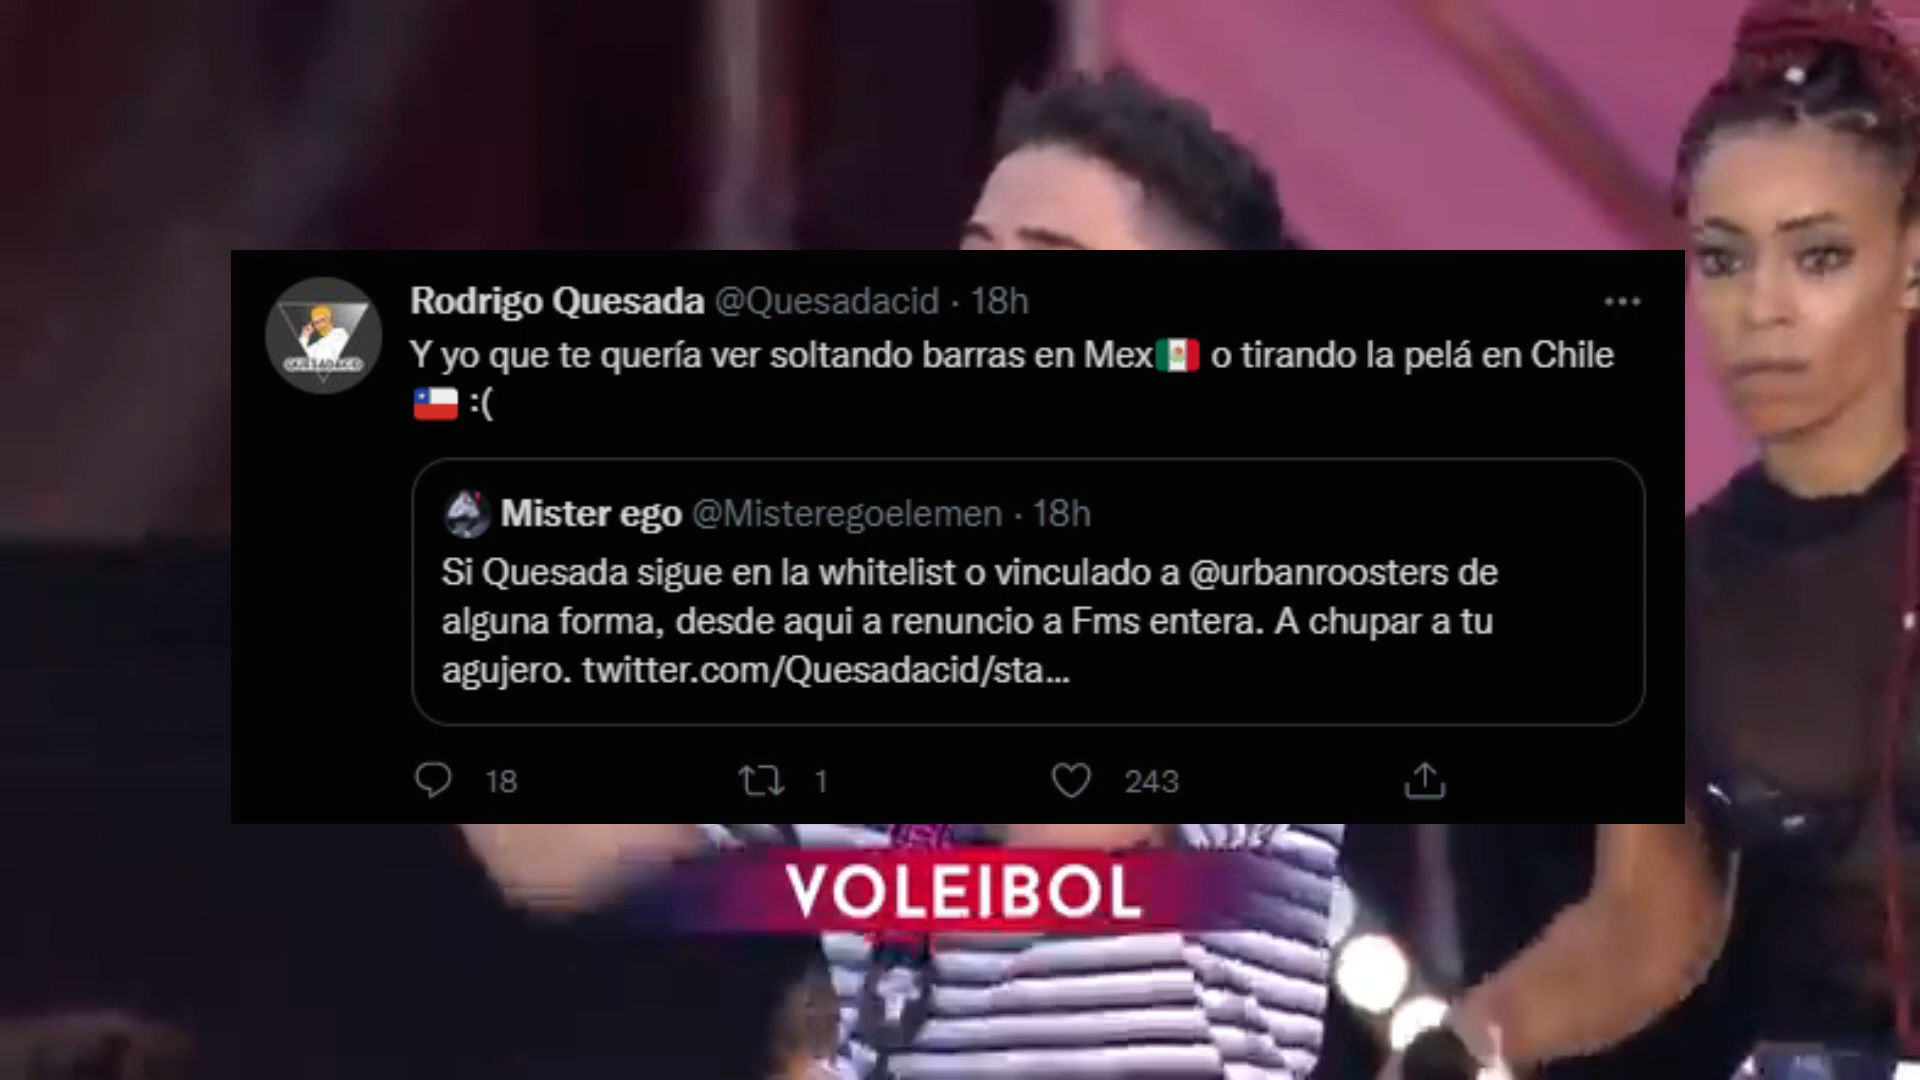 Rodrigo Quesada @Quesadacid · 18h
Y yo que te quería ver soltando barras en Mex🇲🇽 o tirando la pelá en Chile
🇨🇱 :(
Mister ego @Misteregoelemen · 18h
Si Quesada sigue en la whitelist o vinculado a @urbanroosters de
alguna forma, desde aqui a renuncio a Fms entera. A chupar a tu
agujero. twitter.com/Quesadacid/sta...
18 1 243
VOLEIBOL